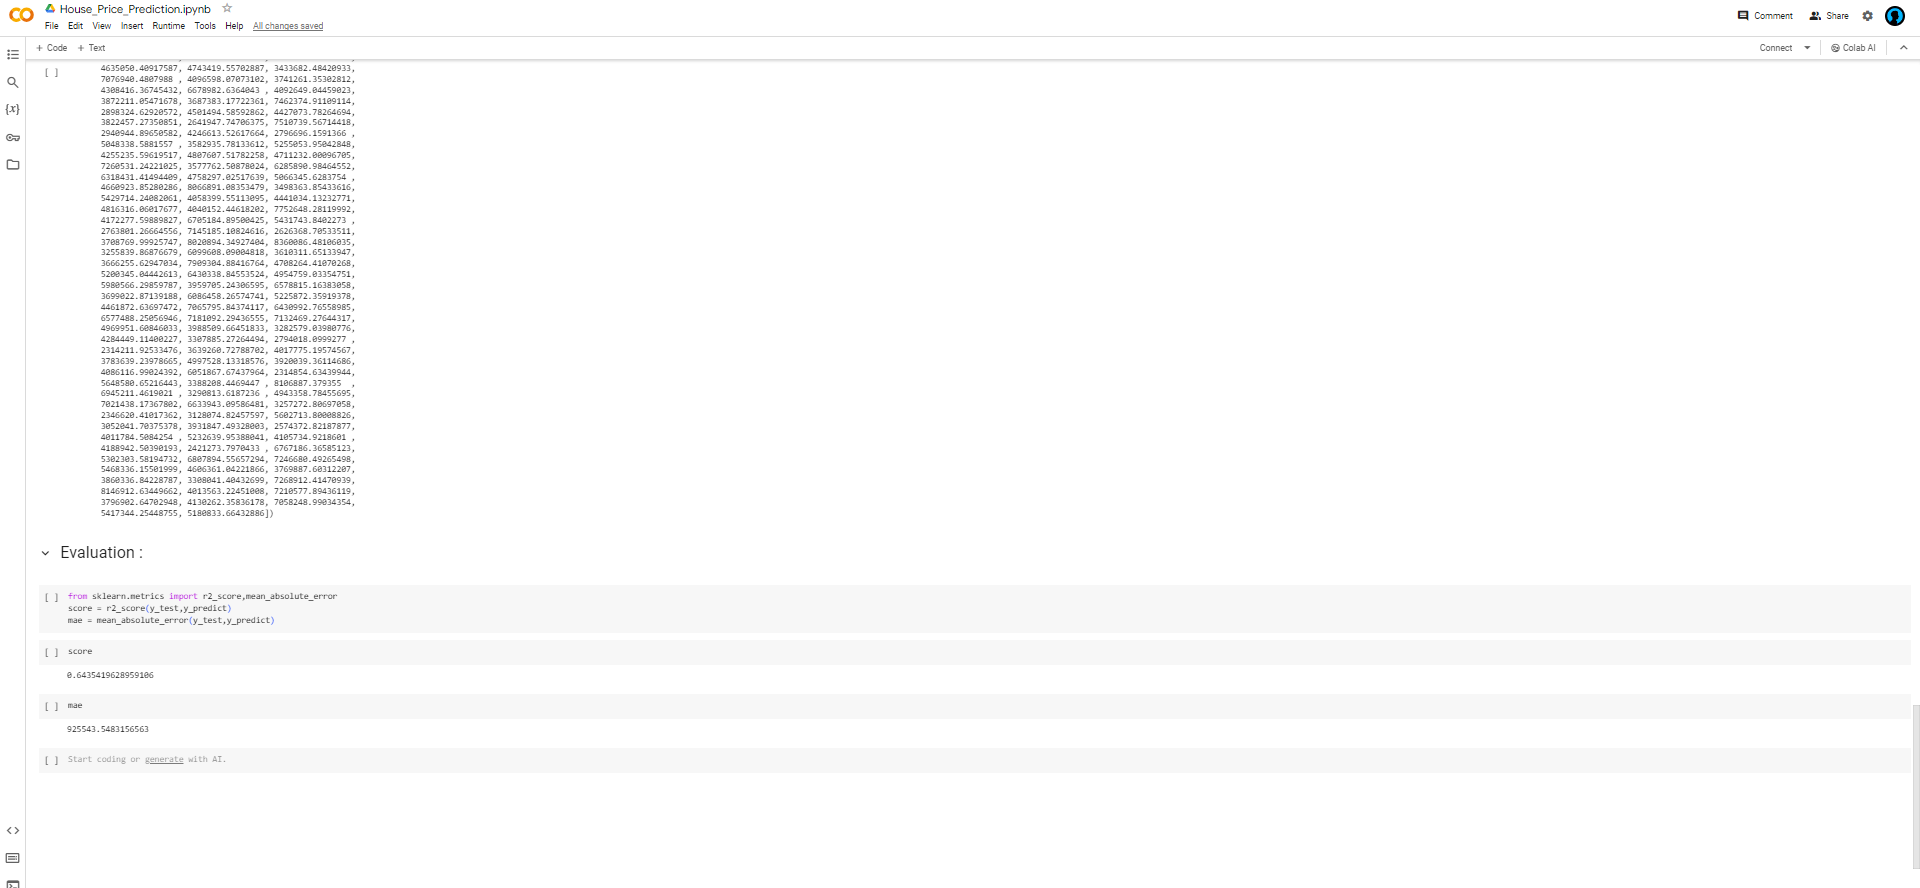 House_Price_Prediction.ipynb
File Edit View Insert Runtime Tools Help All changes saved
Comment Share
+ Code + Text
Connect Colab AI
{x}
[ ]
4635050.40917587, 4743419.55702887, 3433682.48420933,
7076940.4807988 , 4096598.07073102, 3741261.35302812,
4308416.36745432, 6678982.6364043 , 4092649.04459023,
3872211.05471678, 3687383.17722361, 7462374.91109114,
2898324.62920572, 4501494.58592862, 4427073.78264694,
3822457.27350851, 2641947.74706375, 7510739.56714418,
2940944.89650582, 4246613.52617664, 2796696.1591366 ,
5048338.5881557 , 3582935.78133612, 5255053.95042848,
4255235.59619517, 4807607.51782258, 4711232.00096705,
7260531.24221025, 3577762.50878024, 6285890.98464552,
6318431.41494409, 4758297.02517639, 5066345.6283754 ,
4660923.85280286, 8066891.08353479, 3498363.85433616,
5429714.24082061, 4058399.55113095, 4441034.13232771,
4816316.06017677, 4040152.44618202, 7752648.28119992,
4172277.59889827, 6705184.89500425, 5431743.8402273 ,
2763801.26664556, 7145185.10824616, 2626368.70533511,
3708769.99925747, 8020894.34927404, 8360086.48106035,
3255839.86876679, 6099608.09004818, 3610311.65133947,
3666255.62947034, 7909304.88416764, 4708264.41070268,
5200345.04442613, 6430338.84553524, 4954759.03354751,
5980566.29859787, 3959705.24306595, 6578815.16383058,
3699022.87139188, 6086458.26574741, 5225872.35919378,
4461872.63697472, 7065795.84374117, 6430992.76558985,
6577488.25056946, 7181092.29436555, 7132469.27644317,
4969951.60846033, 3988509.66451833, 3282579.03980776,
4284449.11400227, 3307885.27264494, 2794018.0999277 ,
2314211.92533476, 3639260.72788702, 4017775.19574567,
3783639.23978665, 4997528.13318576, 3920039.36114686,
4086116.99024392, 6051867.67437964, 2314854.63439944,
5648580.65216443, 3388208.4469447 , 8106887.379355  ,
6945211.4619021 , 3290813.6187236 , 4943358.78455695,
7021438.17367802, 6633943.09586481, 3257272.80697058,
2346620.41017362, 3128074.82457597, 5602713.80008826,
3052041.70375378, 3931847.49328003, 2574372.82187877,
4011784.5084254 , 5232639.95388041, 4105734.9218601 ,
4188942.50390193, 2421273.7970433 , 6767186.36585123,
5302303.58194732, 6807894.55657294, 7246680.49265498,
5468336.15501999, 4606361.04221866, 3769887.60312207,
3860336.84228787, 3308041.40432699, 7268912.41470939,
8146912.63449662, 4013563.22451008, 7210577.89436119,
3796902.64702948, 4130262.35836178, 7058248.99034354,
5417344.25448755, 5180833.66432886])
Evaluation :
[ ] from sklearn.metrics import r2_score,mean_absolute_error
score = r2_score(y_test,y_predict)
mae = mean_absolute_error(y_test,y_predict)
[ ] score
0.6435419628959106
[ ] mae
925543.5483156563
[ ] Start coding or generate with AI.